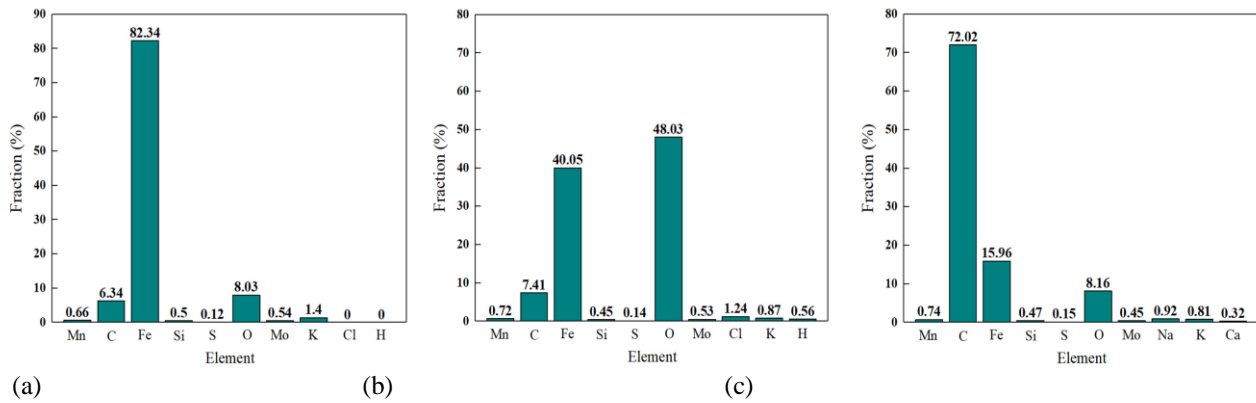 90
80
70
60
50
40
30
20
10
0
Fraction (%)
0.66 6.34 82.34 0.5 0.12 8.03 0.54 1.4 0 0
Mn C Fe Si S O Mo K Cl H
Element
80
70
60
50
40
30
20
10
0
Fraction (%)
0.72 7.41 40.05 0.45 0.14 48.03 0.53 1.24 0.87 0.56
Mn C Fe Si S O Mo Cl K H
Element
80
70
60
50
40
30
20
10
0
Fraction (%)
0.74 72.02 15.96 0.47 0.15 8.16 0.45 0.92 0.81 0.32
Mn C Fe Si S O Mo Na K Ca
Element
(a) (b) (c)